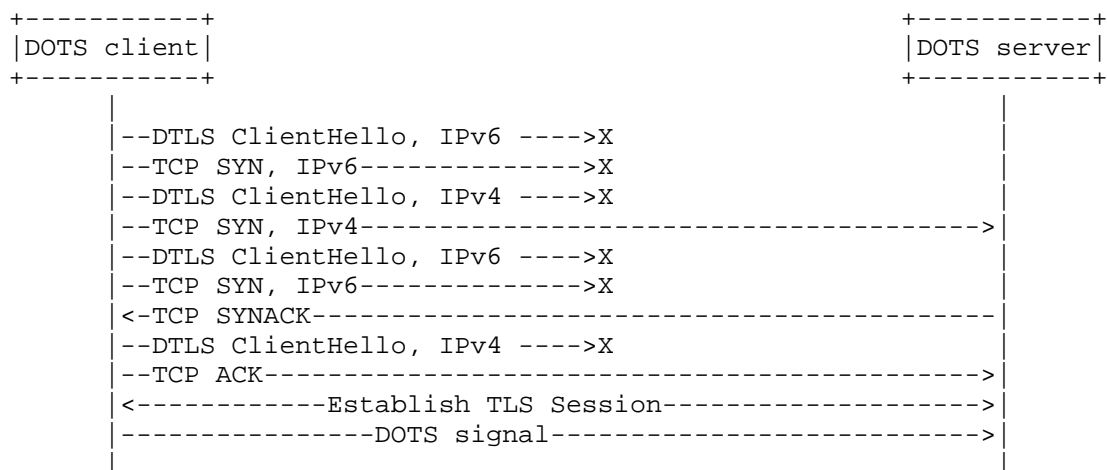 +-----------+                                           +-----------+
|DOTS client|                                           |DOTS server|
+-----------+                                           +-----------+
      |                                                       |
      |--DTLS ClientHello, IPv6 ---->X                        |
      |--TCP SYN, IPv6-------------->X                        |
      |--DTLS ClientHello, IPv4 ---->X                        |
      |--TCP SYN, IPv4--------------------------------------->|
      |--DTLS ClientHello, IPv6 ---->X                        |
      |--TCP SYN, IPv6-------------->X                        |
      |<-TCP SYNACK-------------------------------------------|
      |--DTLS ClientHello, IPv4 ---->X                        |
      |--TCP ACK--------------------------------------------->|
      |<------------Establish TLS Session-------------------->|
      |----------------DOTS signal--------------------------->|
      |                                                       |